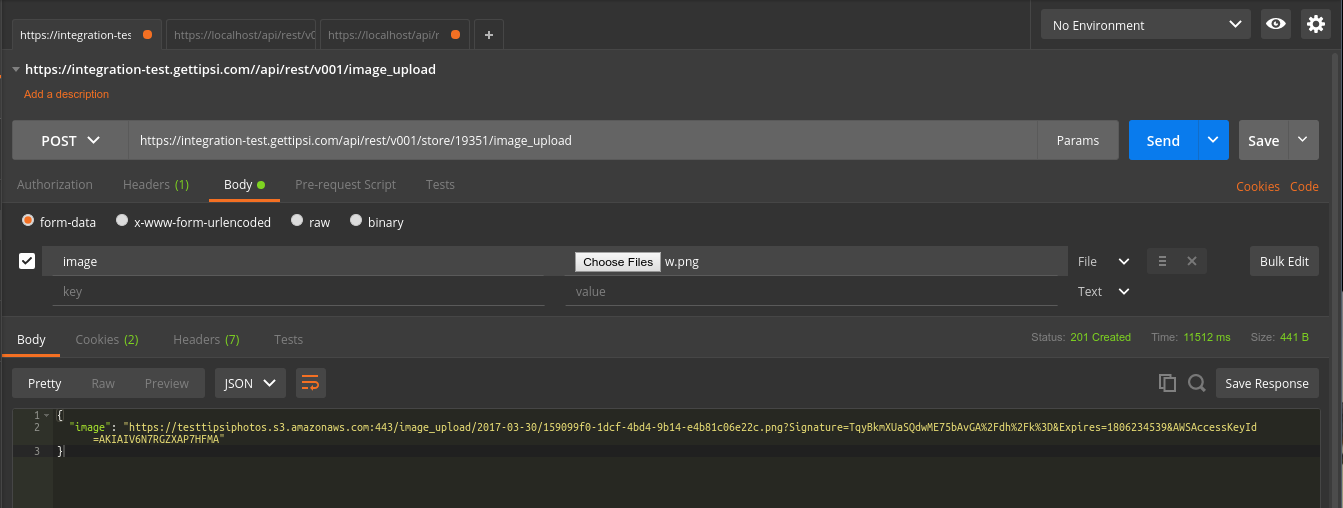 https://integration-tes https://localhost/api/rest/v0 https://localhost/api/r + No Environment
https://integration-test.gettipsi.com//api/rest/v001/image_upload
Add a description
POST https://integration-test.gettipsi.com/api/rest/v001/store/19351/image_upload Params Send Save
Authorization Headers (1) Body Pre-request Script Tests Cookies Code
form-data x-www-form-urlencoded raw binary
image Choose Files w.png File Bulk Edit
key value Text
Body Cookies (2) Headers (7) Tests Status: 201 Created Time: 11512 ms Size: 441 B
Pretty Raw Preview JSON Save Response
1 {
2 "image": "https://testtipsiphotos.s3.amazonaws.com:443/image_upload/2017-03-30/159099f0-1dcf-4bd4-9b14-e4b81c06e22c.png?Signature=TqyBkmXUaSQdwME75bAvGA%2Fdh%2Fk%3D&Expires=1806234539&AWSAccessKeyId
=AKIAIV6N7RGZXAP7HFMA"
3 }